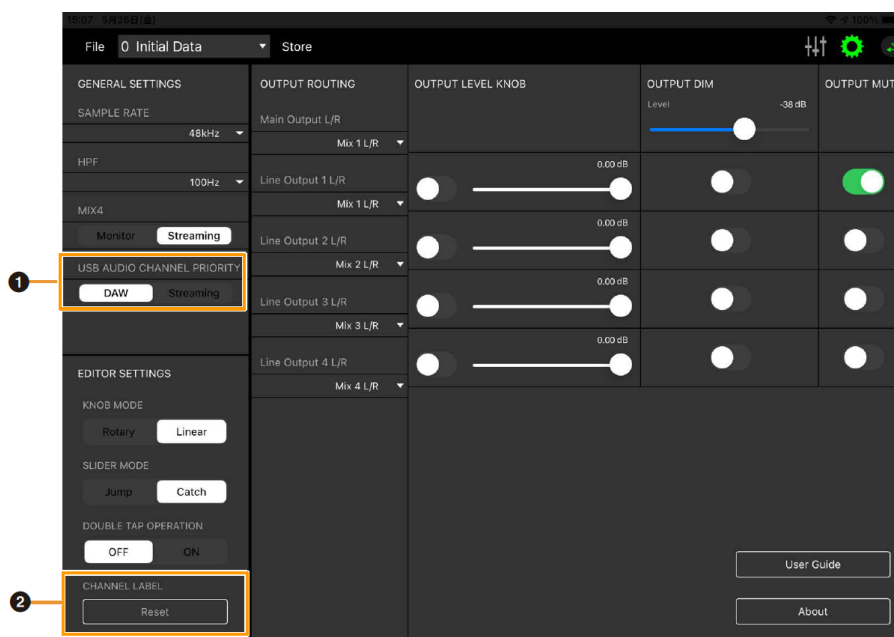 15:07 5月26日(金)
100%
File 0 Initial Data Store
GENERAL SETTINGS
SAMPLE RATE
48kHz
HPF
100Hz
MIX4
Monitor Streaming
1
USB AUDIO CHANNEL PRIORITY
DAW Streaming
EDITOR SETTINGS
KNOB MODE
Rotary Linear
SLIDER MODE
Jump Catch
DOUBLE TAP OPERATION
OFF ON
2
CHANNEL LABEL
Reset
OUTPUT ROUTING
Main Output L/R
Mix 1 L/R
Line Output 1 L/R
Mix 1 L/R
Line Output 2 L/R
Mix 2 L/R
Line Output 3 L/R
Mix 3 L/R
Line Output 4 L/R
Mix 4 L/R
OUTPUT LEVEL KNOB
0.00 dB
0.00 dB
0.00 dB
0.00 dB
OUTPUT DIM
Level -38 dB
OUTPUT MUT
User Guide
About